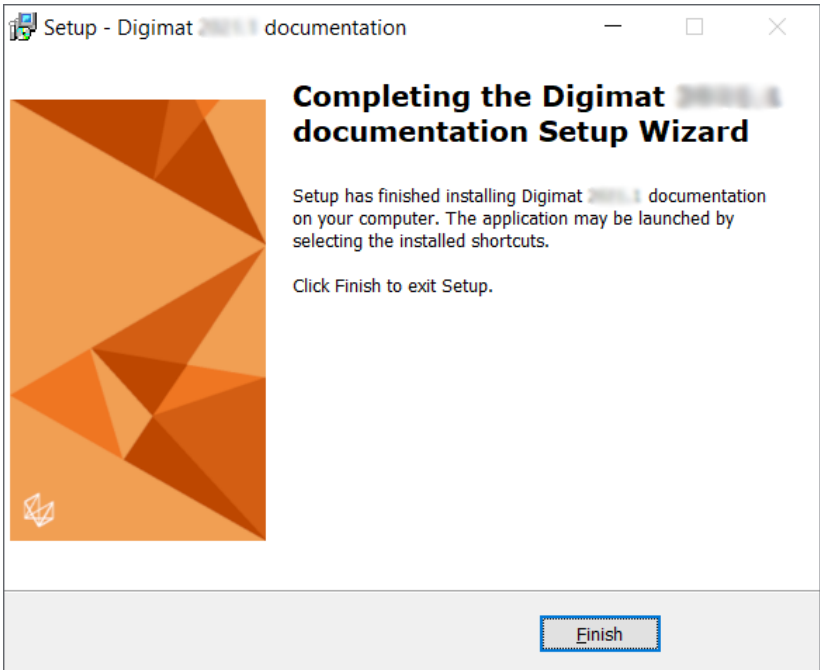 Setup - Digimat documentation
Completing the Digimat
documentation Setup Wizard
Setup has finished installing Digimat documentation
on your computer. The application may be launched by
selecting the installed shortcuts.
Click Finish to exit Setup.
Finish